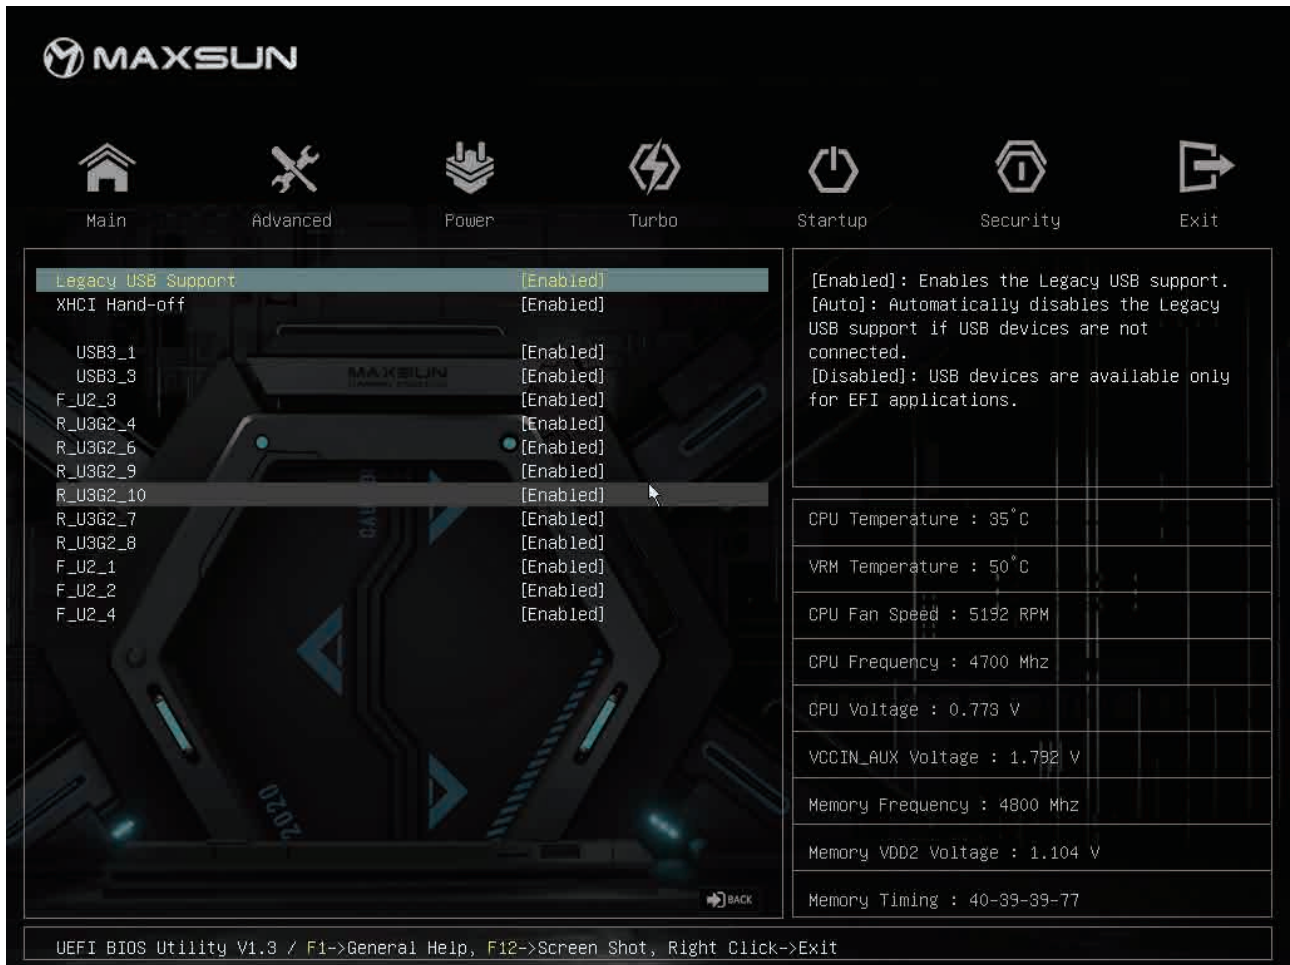 MAXSUN
Main Advanced Power Turbo Startup Security Exit
Legacy USB Support [Enabled]
XHCI Hand-off [Enabled]
USB3_1 [Enabled]
USB3_3 [Enabled]
F_U2_3 [Enabled]
R_U3G2_4 [Enabled]
R_U3G2_6 [Enabled]
R_U3G2_9 [Enabled]
R_U3G2_10 [Enabled]
R_U3G2_7 [Enabled]
R_U3G2_8 [Enabled]
F_U2_1 [Enabled]
F_U2_2 [Enabled]
F_U2_4 [Enabled]
MAXSUN
2020
BACK
[Enabled]: Enables the Legacy USB support.
[Auto]: Automatically disables the Legacy
USB support if USB devices are not
connected.
[Disabled]: USB devices are available only
for EFI applications.
CPU Temperature : 35°C
VRM Temperature : 50°C
CPU Fan Speed : 5192 RPM
CPU Frequency : 4700 Mhz
CPU Voltage : 0.773 V
VCCIN_AUX Voltage : 1.792 V
Memory Frequency : 4800 Mhz
Memory VDD2 Voltage : 1.104 V
Memory Timing : 40-39-39-77
UEFI BIOS Utility V1.3 / F1->General Help, F12->Screen Shot, Right Click->Exit